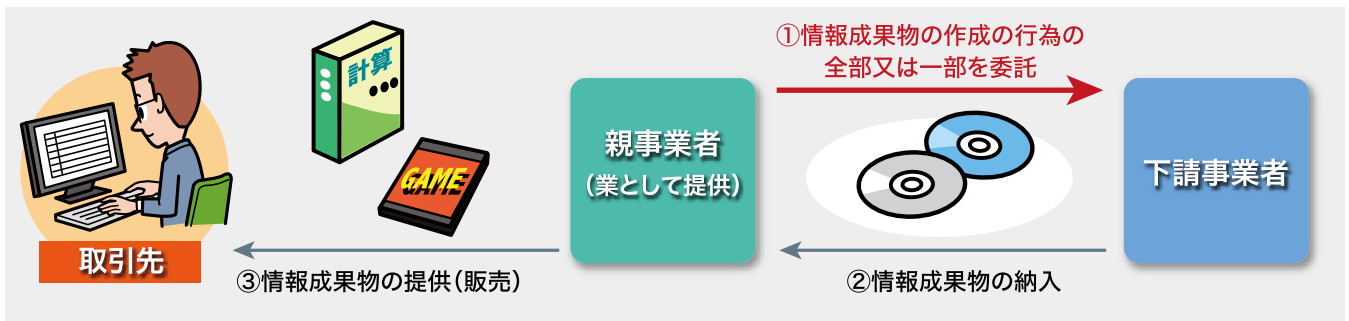 ①情報成果物の作成の行為の
全部又は一部を委託
計算
GAME
親事業者
（業として提供）
下請事業者
取引先
③情報成果物の提供（販売）
②情報成果物の納入